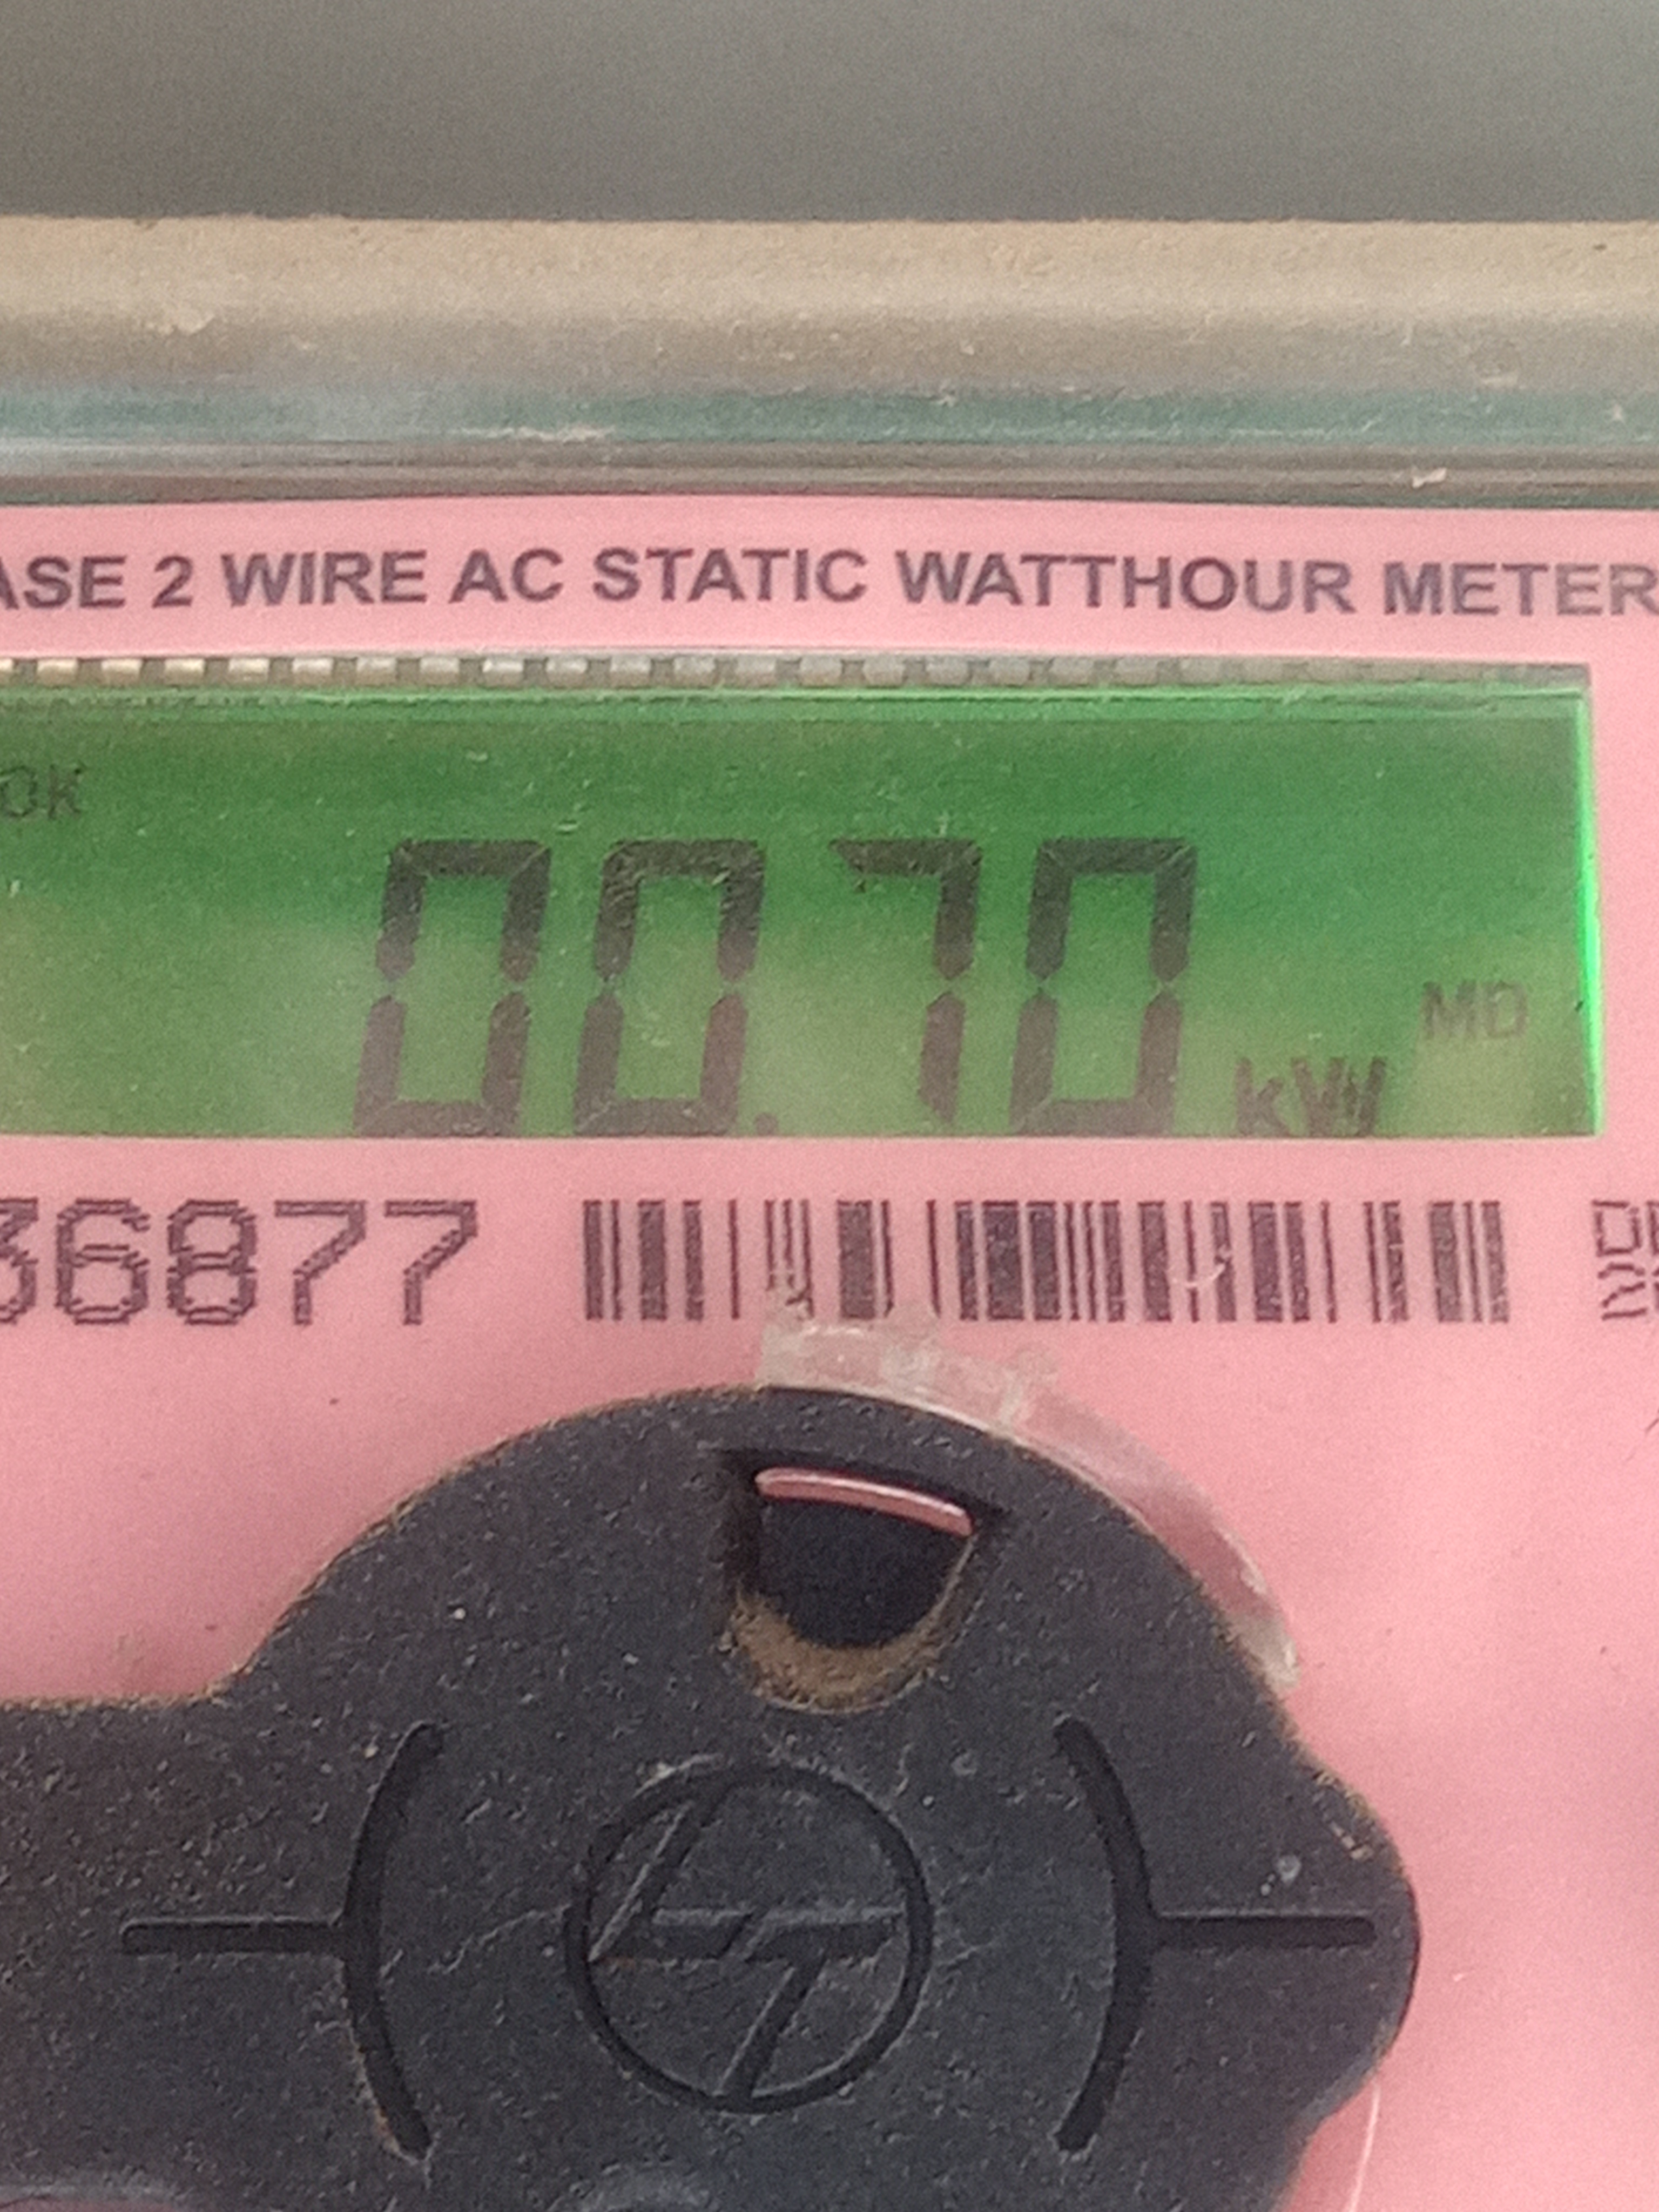 ASE 2 WIRE AC STATIC WATTHOUR METER
OK
00.70 kW MD
36877